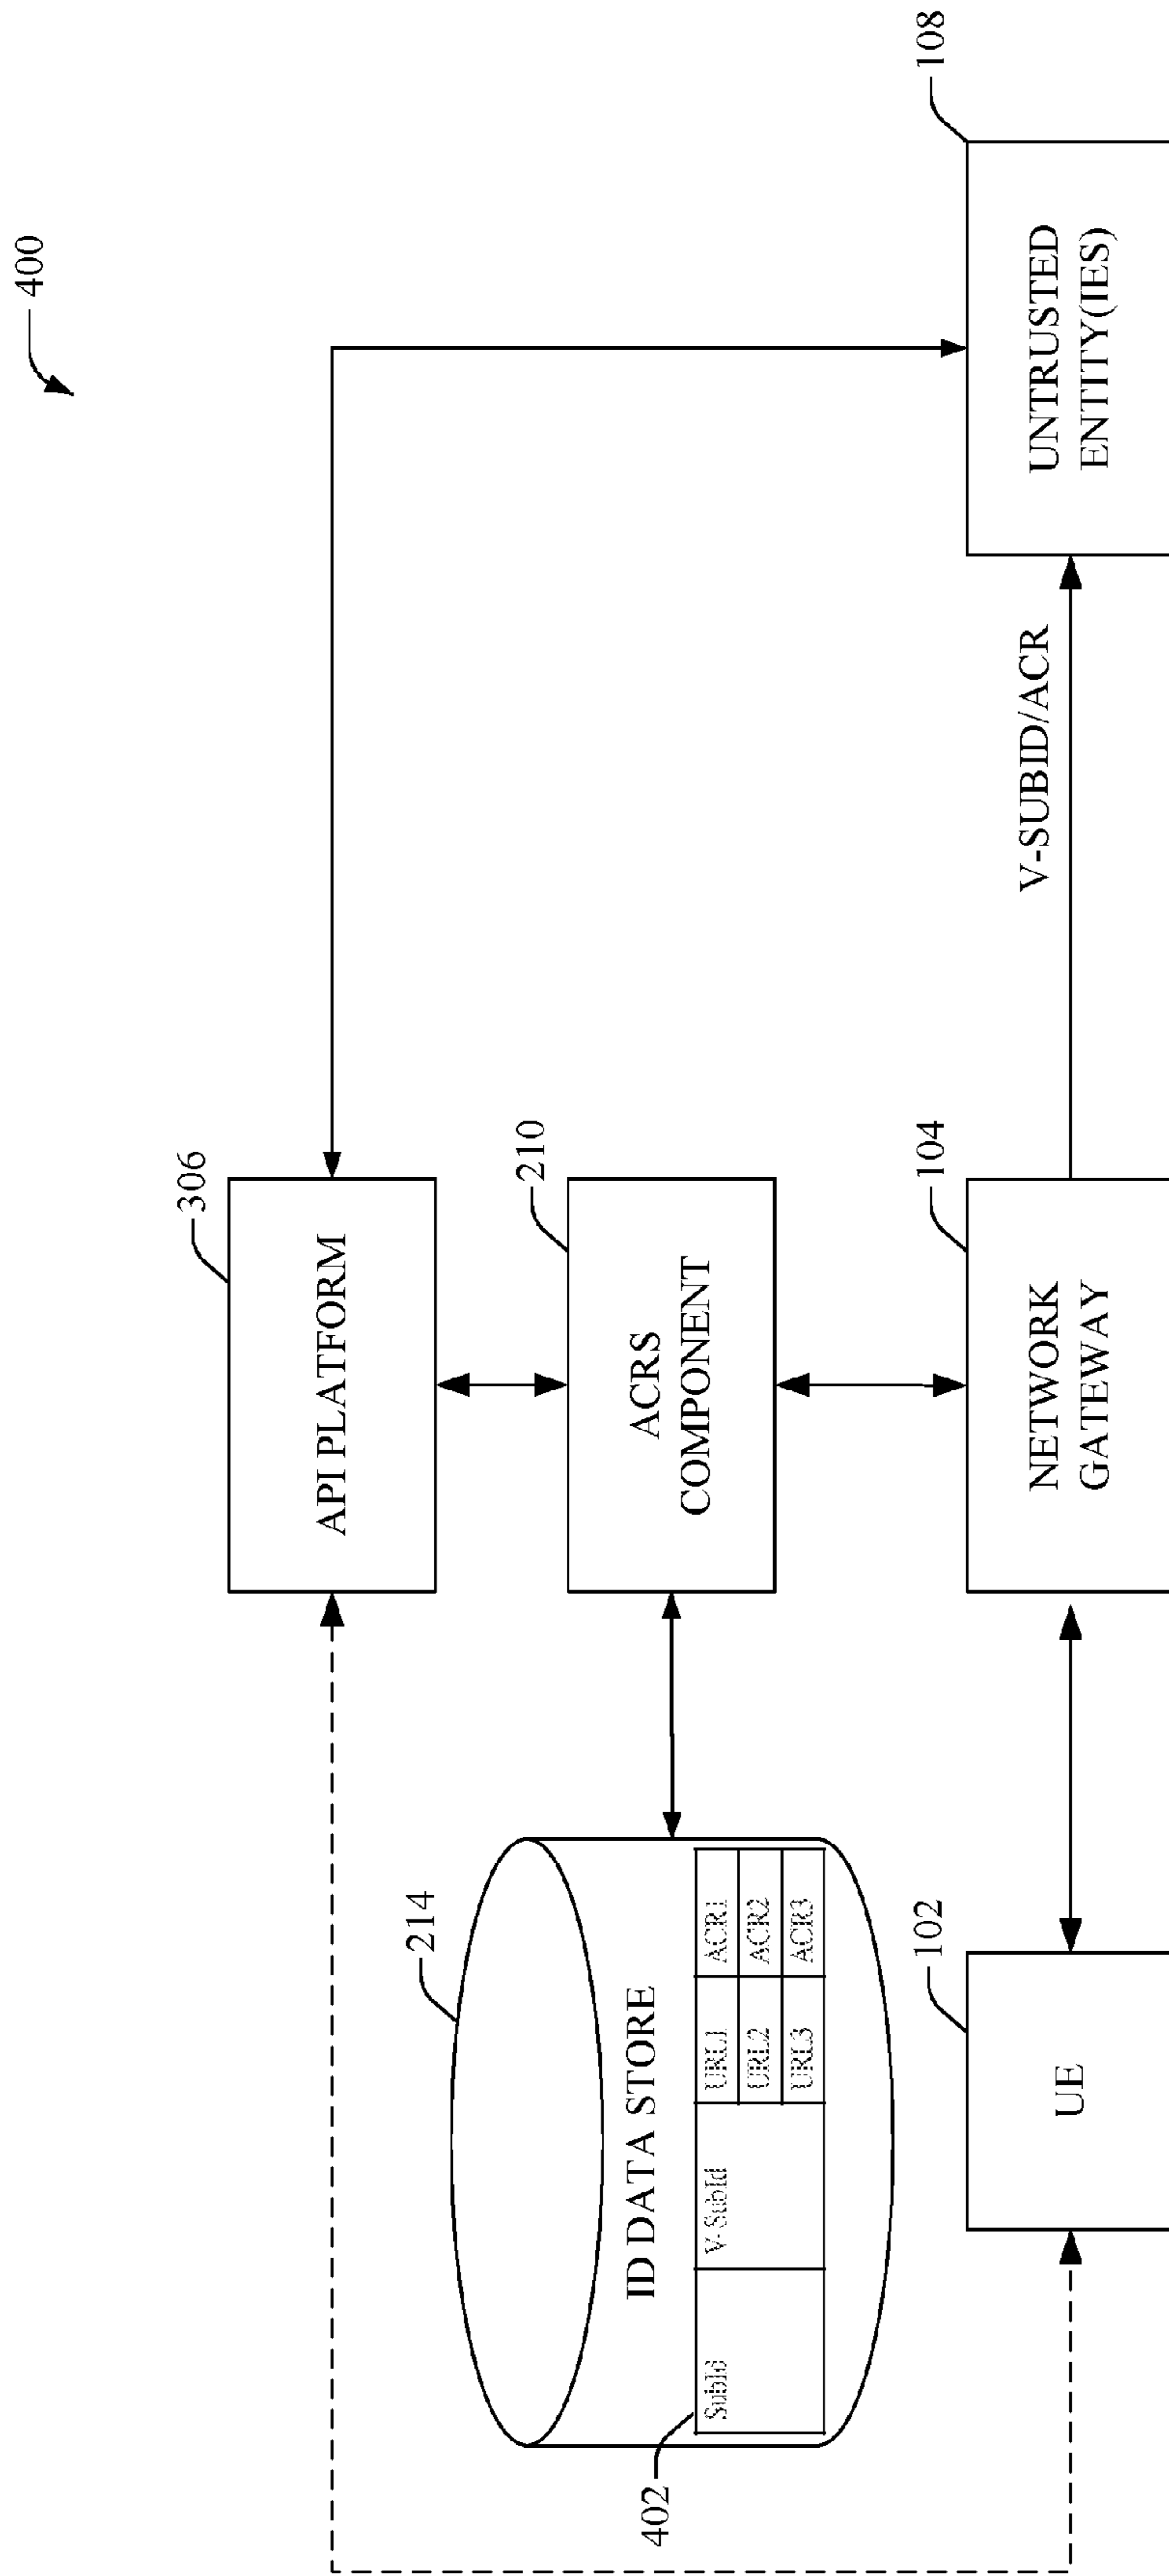 400
306
API PLATFORM
214
ID DATA STORE
402
SubId
V-SubId
URL1
ACR1
URL2
ACR2
URL3
ACR3
210
ACRS
COMPONENT
102
UE
104
NETWORK
GATEWAY
V-SUBID/ACR
108
UNTRUSTED
ENTITY(IES)